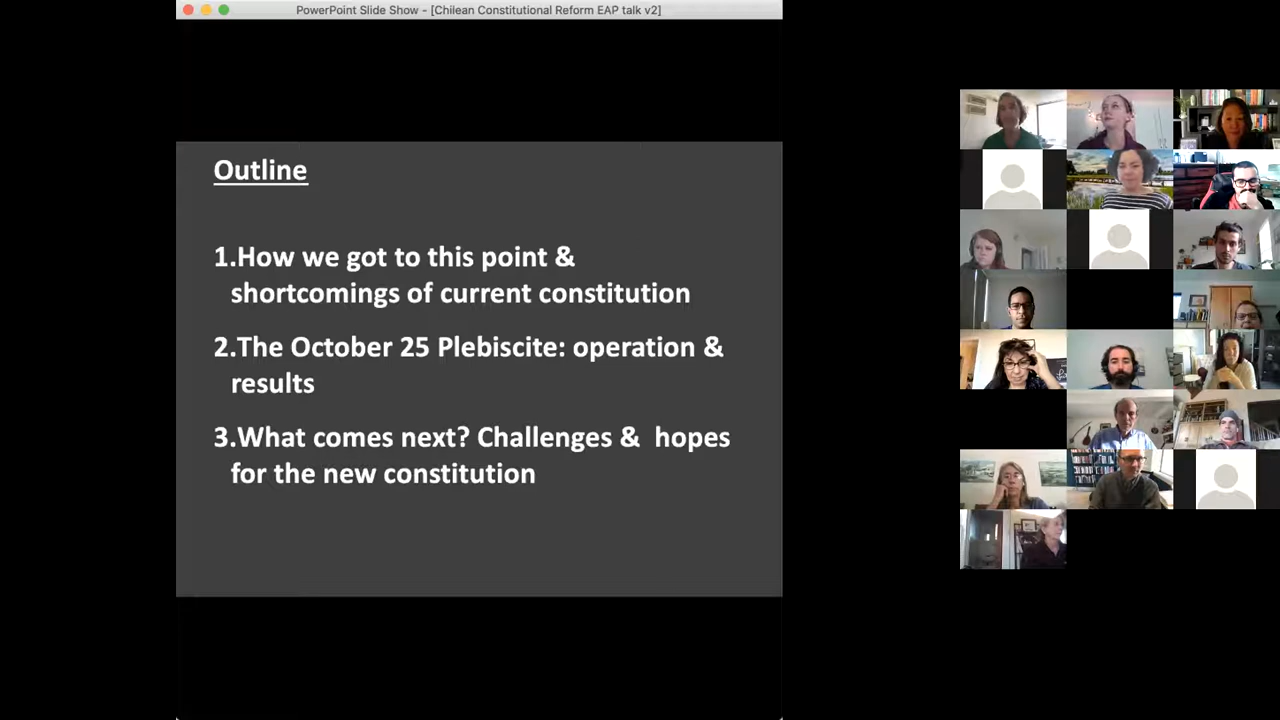 PowerPoint Slide Show - [Chilean Constitutional Reform EAP talk v2]
Outline
1.How we got to this point &
shortcomings of current constitution
2.The October 25 Plebiscite: operation &
results
3.What comes next? Challenges &  hopes
for the new constitution